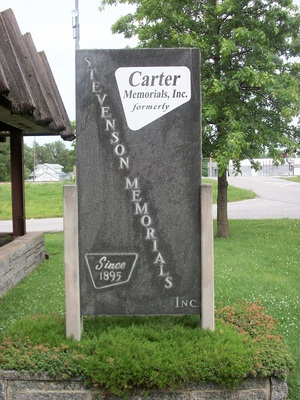 Carter
Memorials, Inc.
formerly
STEVENSON MEMORIALS
INC
Since
1895